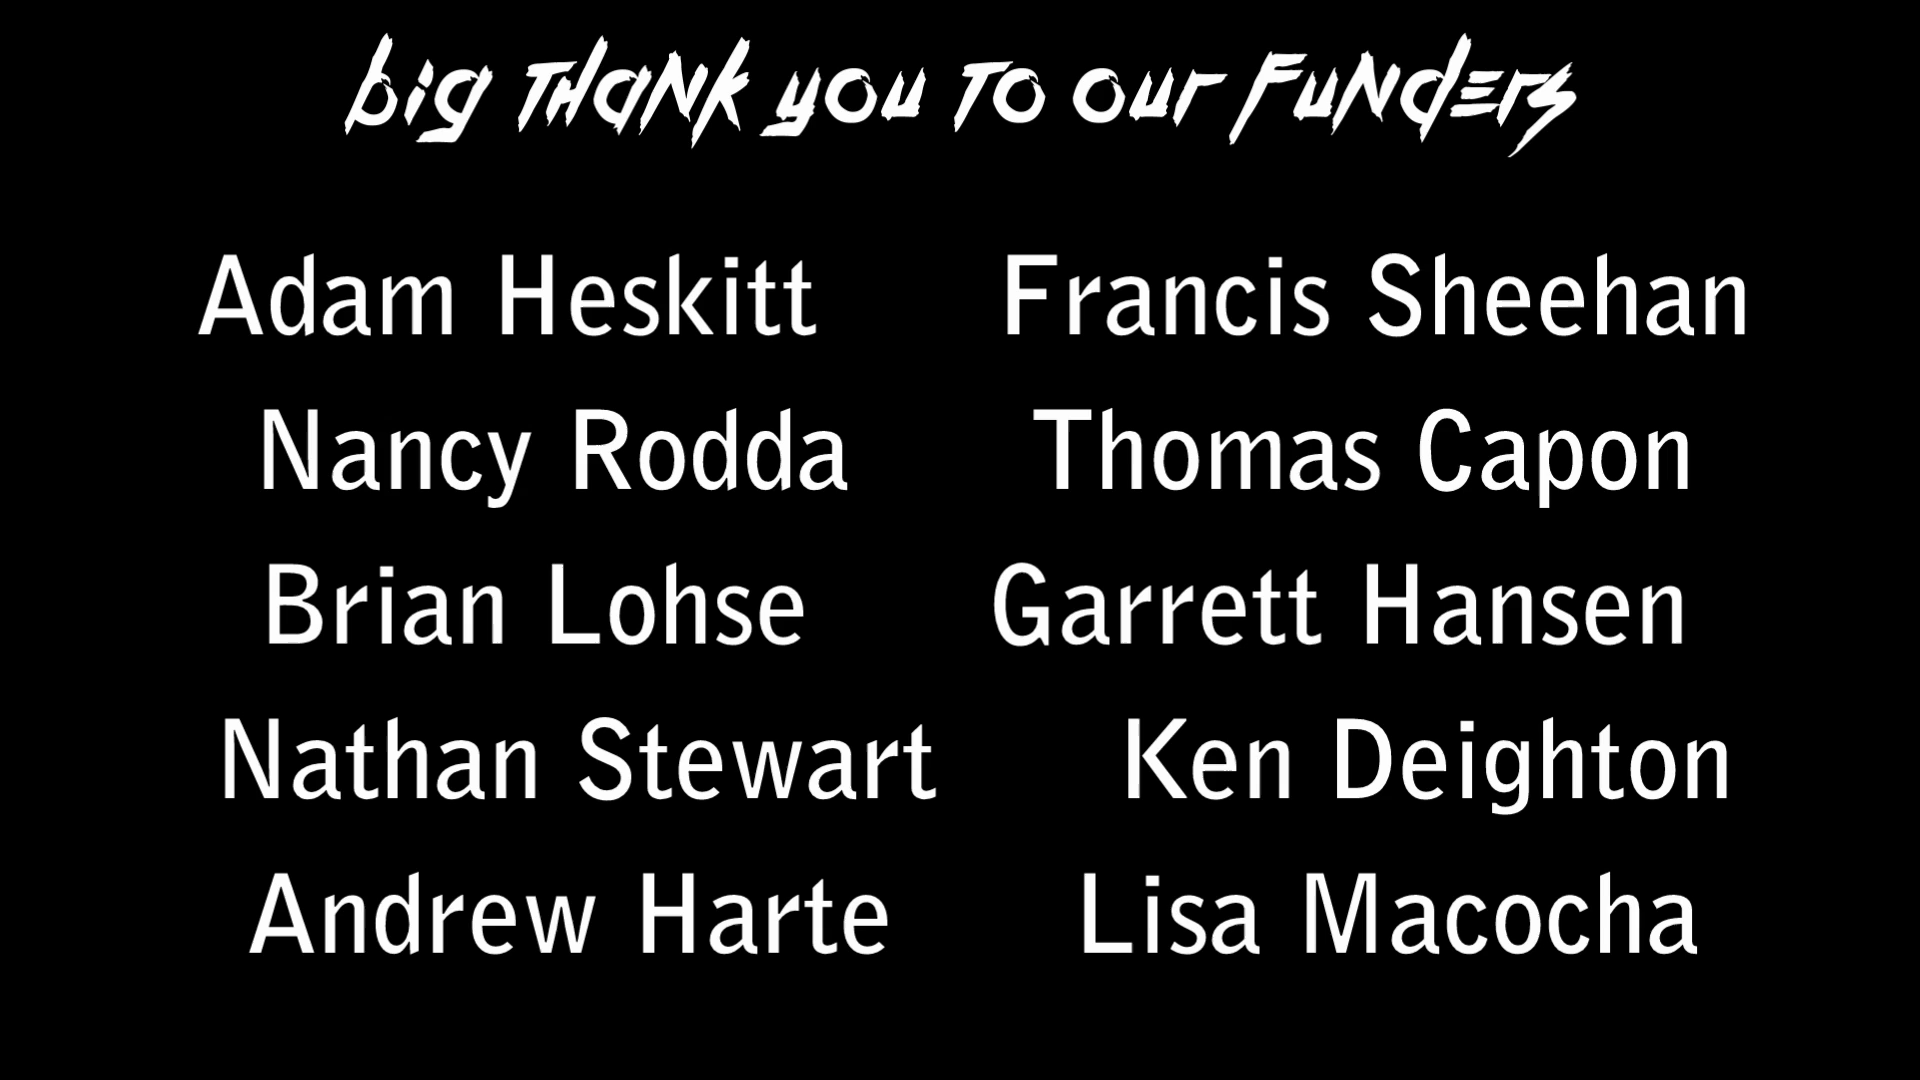 Big Thank you to our Funders
Adam Heskitt Francis Sheehan
Nancy Rodda Thomas Capon
Brian Lohse Garrett Hansen
Nathan Stewart Ken Deighton
Andrew Harte Lisa Macocha